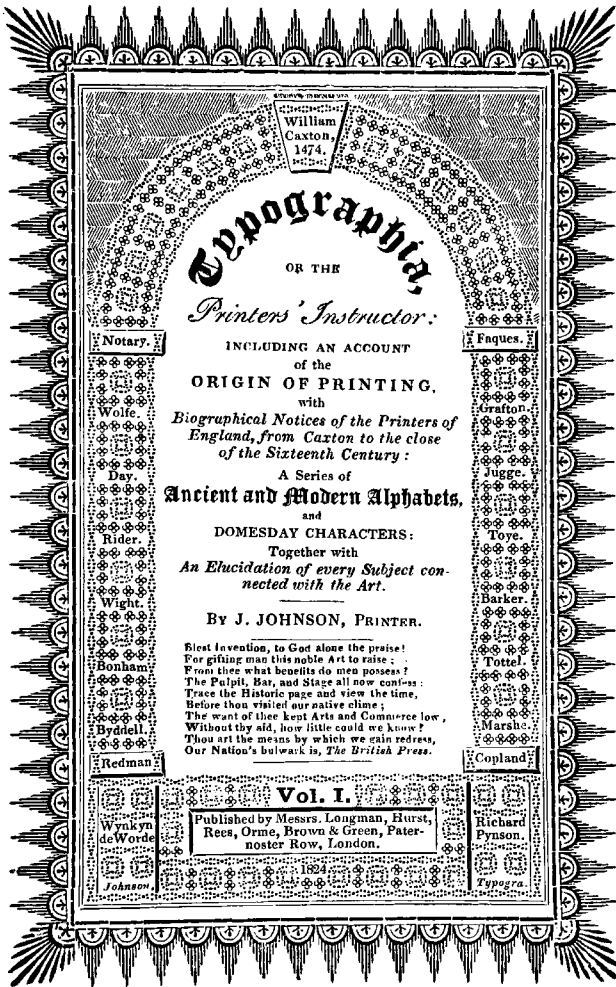 William
Caxton,
1474.
Typographia,
OR THE
Printers' Instructor:
INCLUDING AN ACCOUNT
of the
ORIGIN OF PRINTING,
with
Biographical Notices of the Printers of
England, from Caxton to the close
of the Sixteenth Century:
A Series of
Ancient and Modern Alphabets,
and
DOMESDAY CHARACTERS:
Together with
An Elucidation of every Subject con-
nected with the Art.
BY J. JOHNSON, PRINTER.
Blest Invention, to God alone the praise!
For gifting man this noble Art to raise;
From thee what benefits do men possess?
The Pulpit, Bar, and Stage all now confess:
Trace the Historic page and view the time,
Before thou visited our native clime;
The want of thee kept Arts and Commerce low,
Without thy aid, how little could we know?
Thou art the means by which we gain redress,
Our Nation's bulwark is, The British Press.
Notary.
Wolfe.
Day.
Rider.
Wight.
Bonham
Byddell.
Redman
Wynkyn
deWorde
Johnson,
Faques.
Grafton.
Jugge.
Toye.
Barker.
Tottel.
Marshe.
Copland
Richard
Pynson.
Typogra.
Vol. I.
Published by Messrs. Longman, Hurst,
Rees, Orme, Brown & Green, Pater-
noster Row, London.
1824